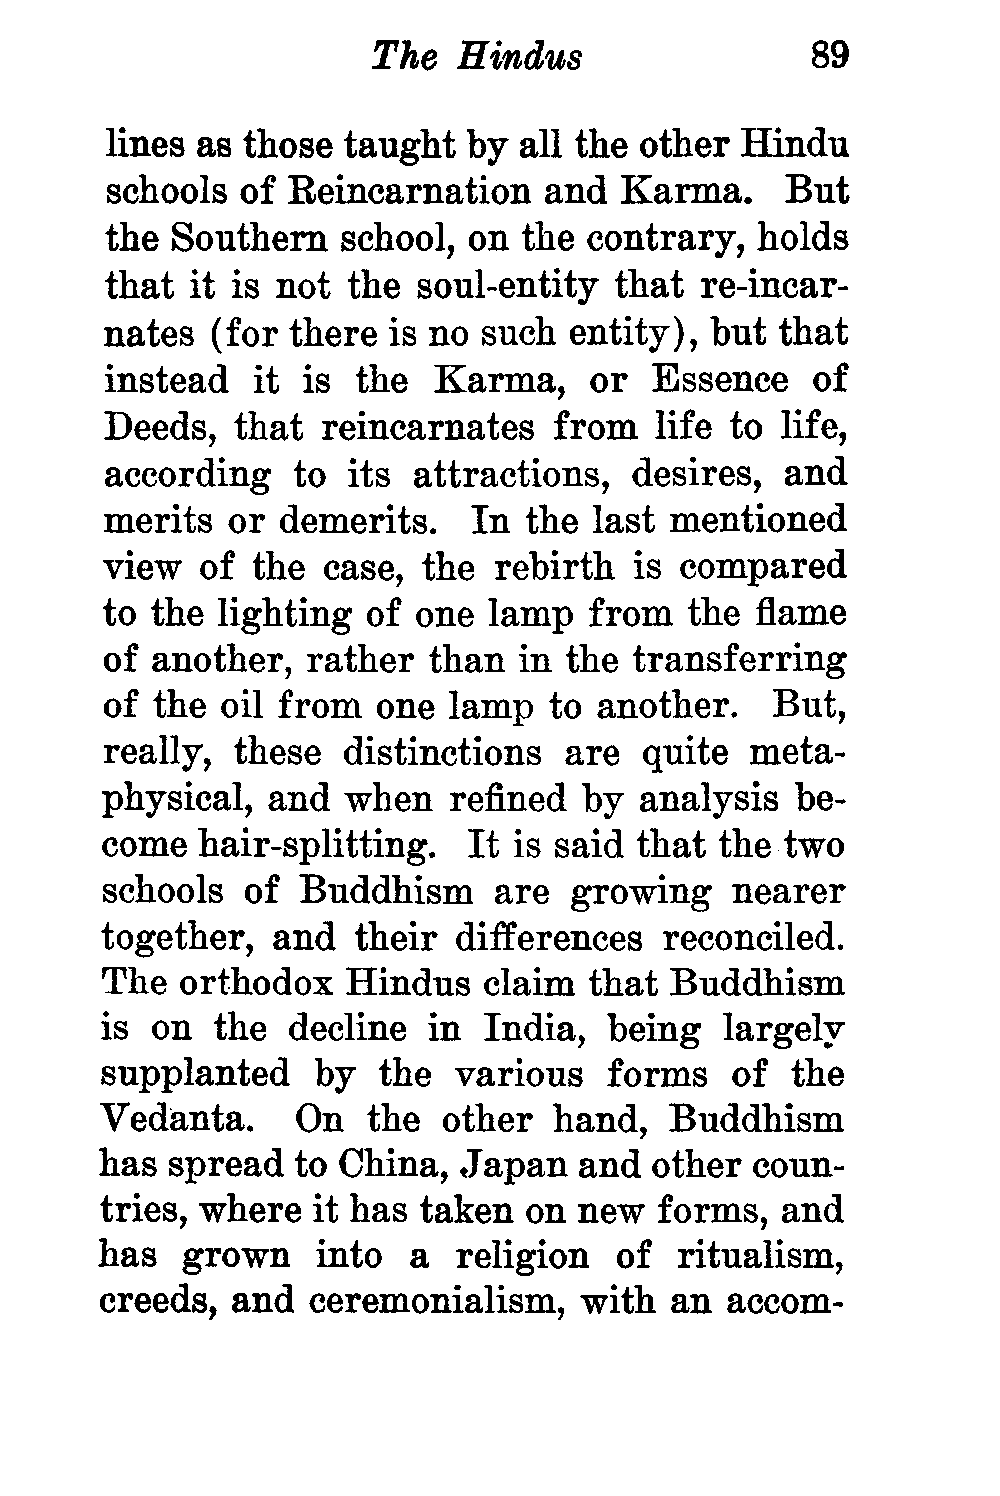 The Hindus 89
lines as those taught by all the other Hindu
schools of Reincarnation and Karma. But
the Southern school, on the contrary, holds
that it is not the soul-entity that re-incar-
nates (for there is no such entity), but that
instead it is the Karma, or Essence of
Deeds, that reincarnates from life to life,
according to its attractions, desires, and
merits or demerits. In the last mentioned
view of the case, the rebirth is compared
to the lighting of one lamp from the flame
of another, rather than in the transferring
of the oil from one lamp to another. But,
really, these distinctions are quite meta-
physical, and when refined by analysis be-
come hair-splitting. It is said that the two
schools of Buddhism are growing nearer
together, and their differences reconciled.
The orthodox Hindus claim that Buddhism
is on the decline in India, being largely
supplanted by the various forms of the
Vedanta. On the other hand, Buddhism
has spread to China, Japan and other coun-
tries, where it has taken on new forms, and
has grown into a religion of ritualism,
creeds, and ceremonialism, with an accom-